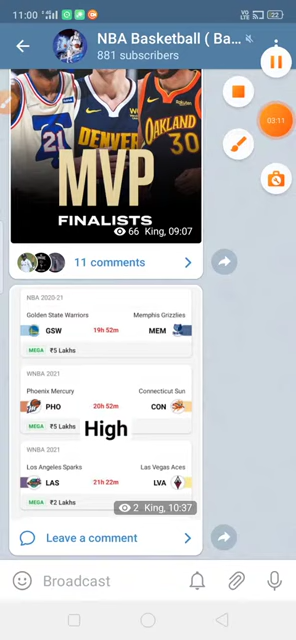 11:00
22
NBA Basketball ( Ba...
881 subscribers
03:11
21
DENVER
OAKLAND
30
MVP
FINALISTS
66 King, 09:07
11 comments
NBA 2020-21
Golden State Warriors Memphis Grizzlies
GSW 19h 52m MEM
MEGA ₹5 Lakhs
WNBA 2021
Phoenix Mercury Connecticut Sun
PHO 20h 52m CON
MEGA ₹5 Lakhs
High
WNBA 2021
Los Angeles Sparks Las Vegas Aces
LAS 21h 22m LVA
MEGA ₹2 Lakhs
2 King, 10:37
Leave a comment
Broadcast